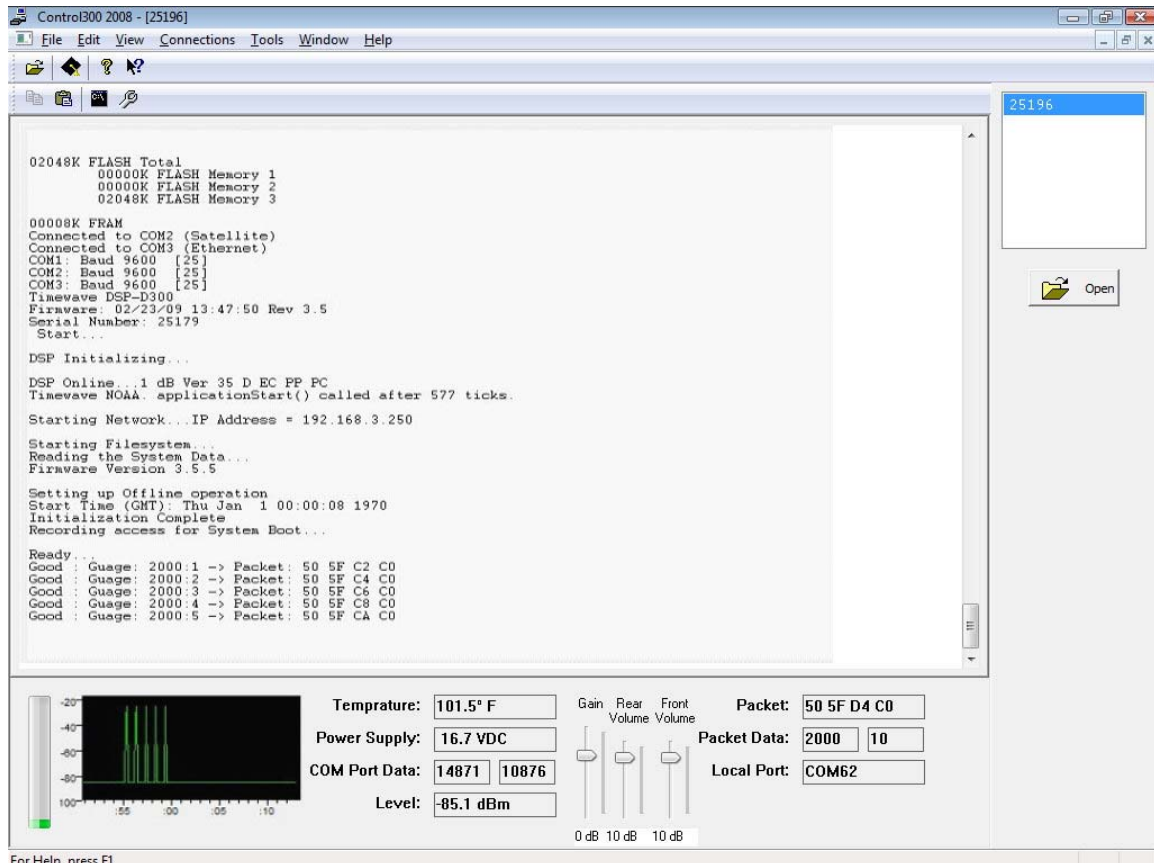 Control300 2008 - [25196]
File Edit View Connections Tools Window Help
25196
02048K FLASH Total
00000K FLASH Memory 1
00000K FLASH Memory 2
02048K FLASH Memory 3
00008K FRAM
Connected to COM2 (Satellite)
Connected to COM3 (Ethernet)
COM1: Baud 9600 [25]
COM2: Baud 9600 [25]
COM3: Baud 9600 [25]
Timewave DSP-D300
Firmware: 02/23/09 13:47:50 Rev 3.5
Serial Number: 25179
Start...
DSP Initializing...
DSP Online...1 dB Ver 35 D EC PP PC
Timewave NOAA. applicationStart() called after 577 ticks.
Starting Network...IP Address = 192.168.3.250
Starting Filesystem...
Reading the System Data...
Firmware Version 3.5.5
Setting up Offline operation
Start Time (GMT): Thu Jan 1 00:00:08 1970
Initialization Complete
Recording access for System Boot...
Ready...
Good : Guage: 2000:1 -> Packet: 50 5F C2 C0
Good : Guage: 2000:2 -> Packet: 50 5F C4 C0
Good : Guage: 2000:3 -> Packet: 50 5F C6 C0
Good : Guage: 2000:4 -> Packet: 50 5F C8 C0
Good : Guage: 2000:5 -> Packet: 50 5F CA C0
Open
-20
-40
-60
-80
100
:55 :00 :05 :10
Temprature: 101.5° F
Power Supply: 16.7 VDC
COM Port Data: 14871 10876
Level: -85.1 dBm
Gain Rear Volume Front Volume
0 dB 10 dB 10 dB
Packet: 50 5F D4 C0
Packet Data: 2000 10
Local Port: COM62
For Help, press F1